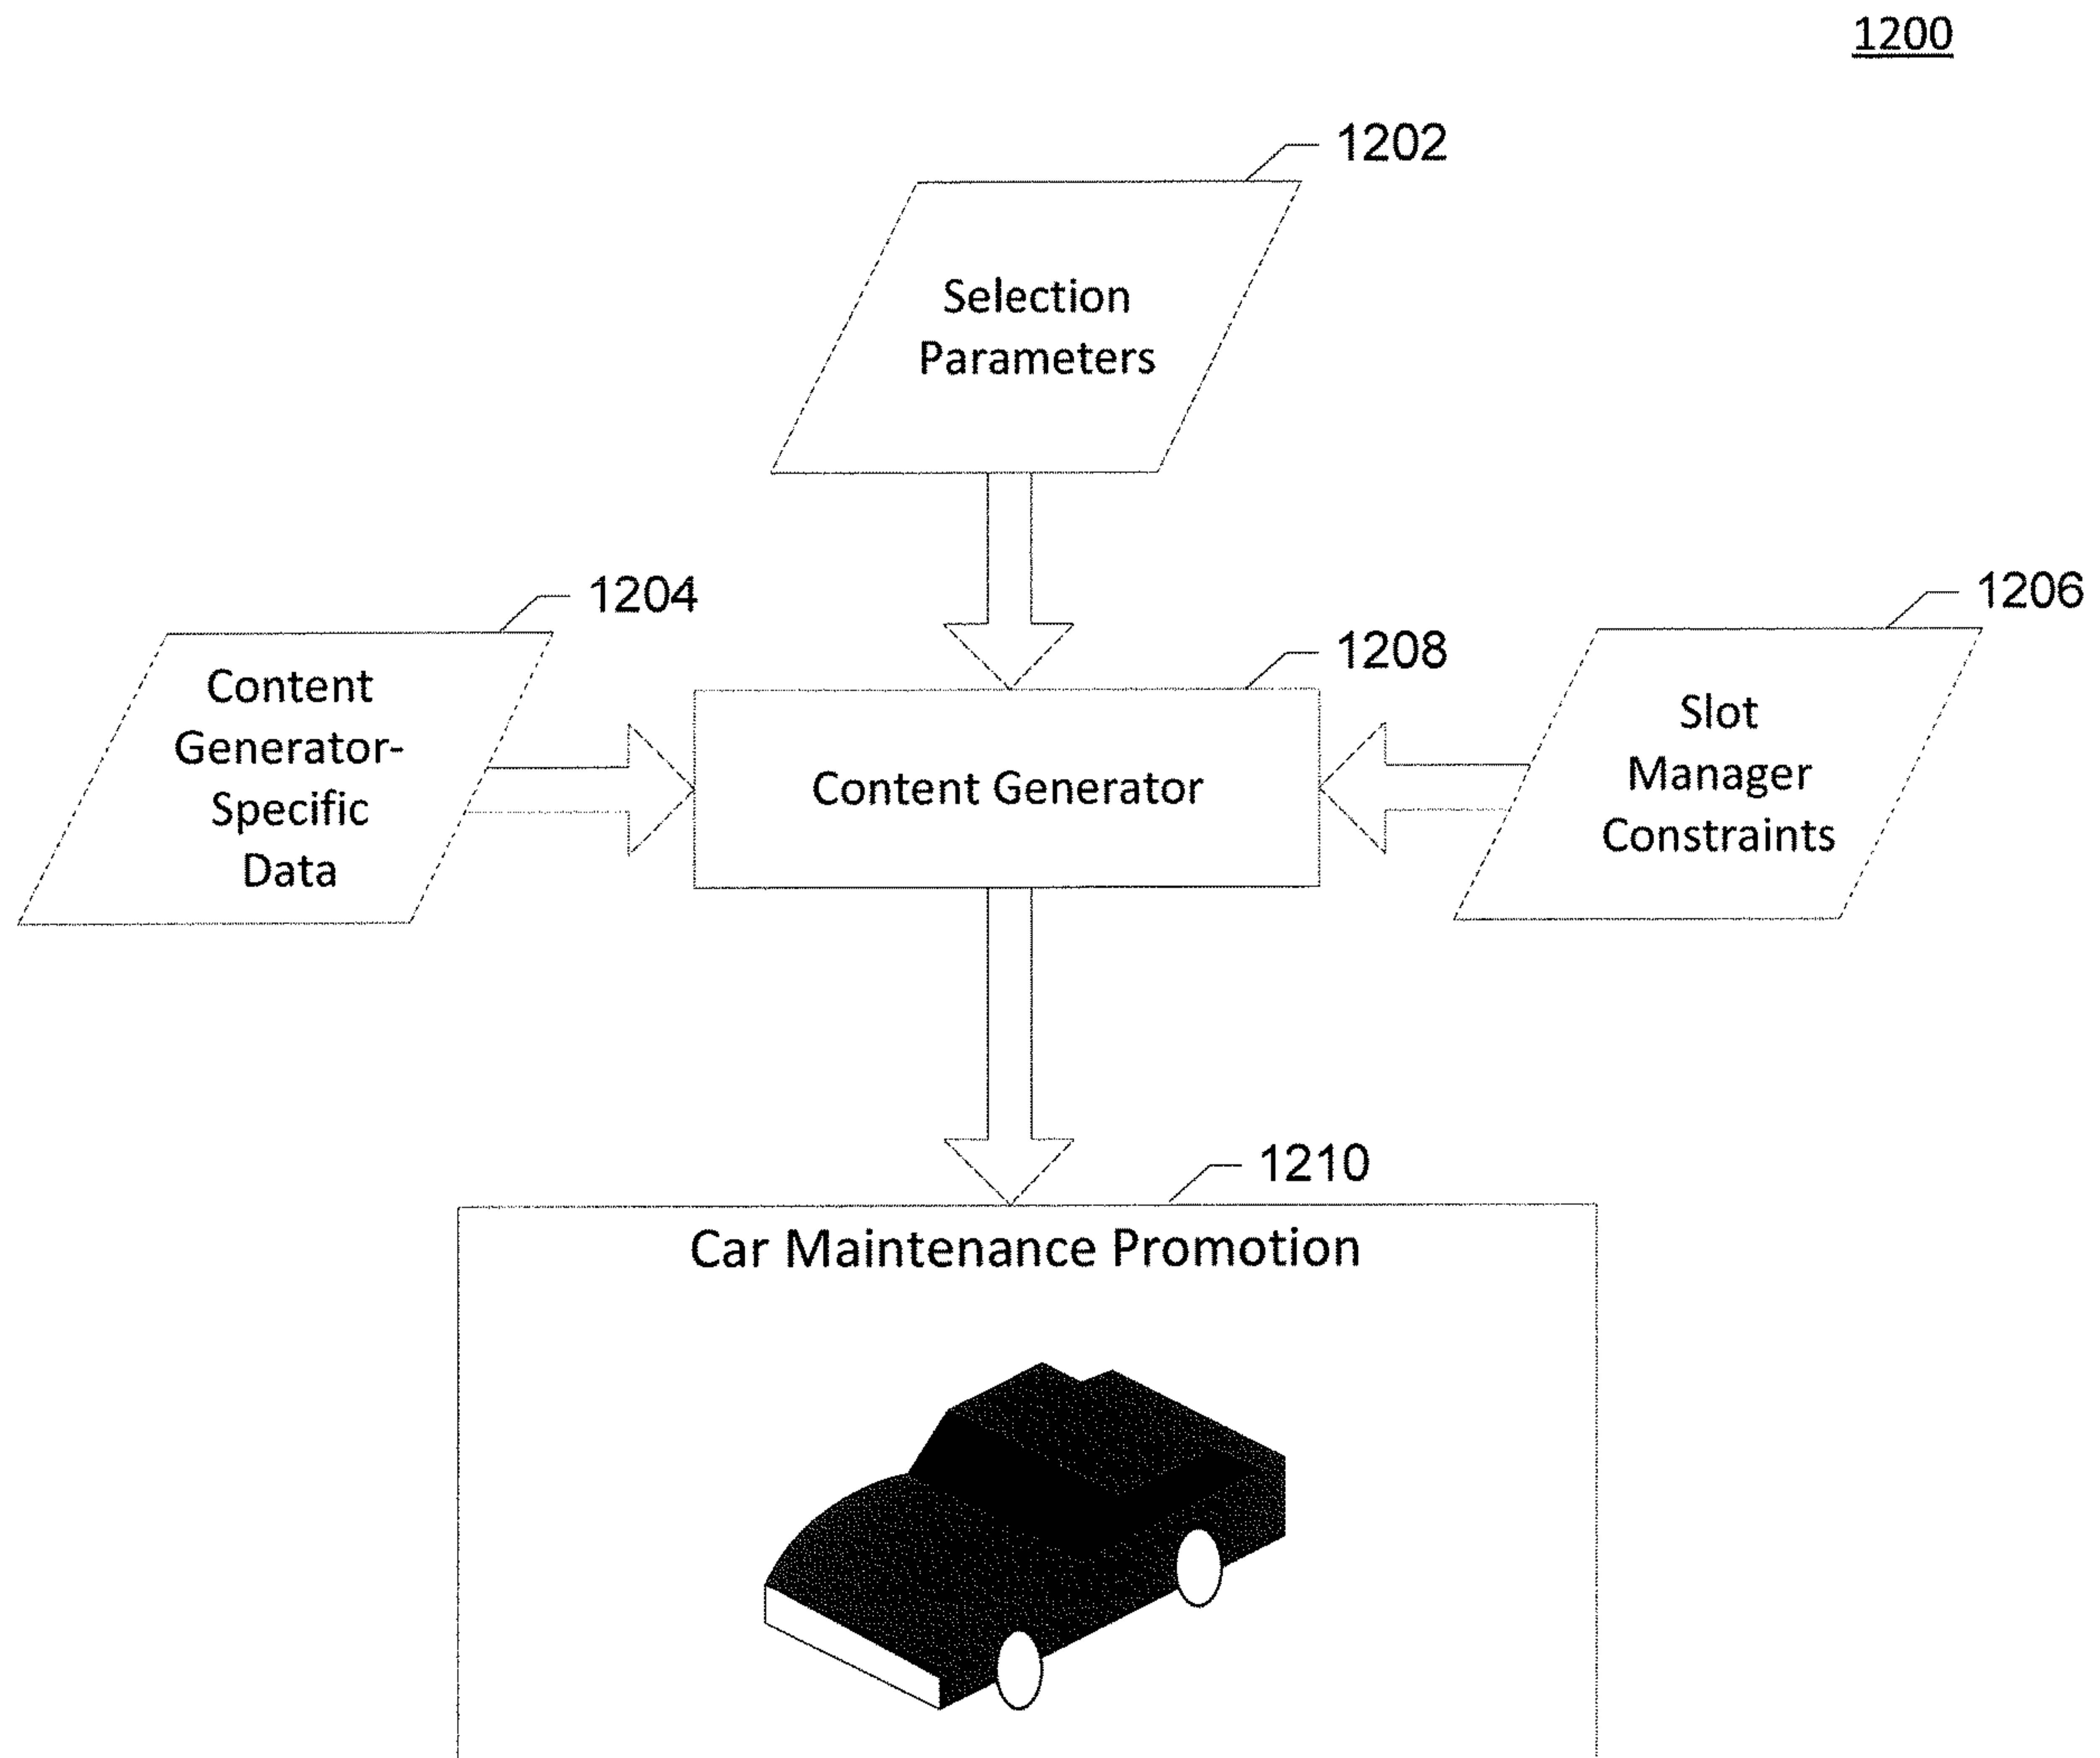 1200
1202
Selection
Parameters
1204
1206
Content
Generator-
Specific
Data
1208
Content Generator
Slot
Manager
Constraints
1210
Car Maintenance Promotion